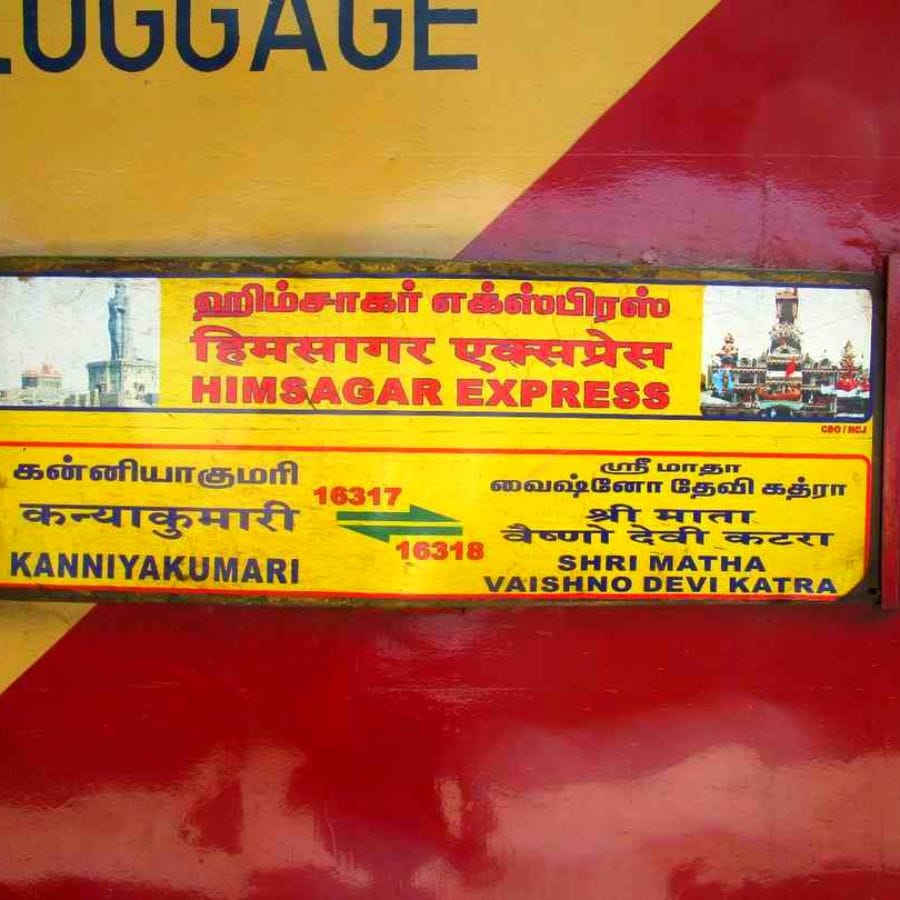 LUGGAGE
ஹிம்சாகர் எக்ஸ்பிரஸ்
हिमसागर एक्सप्रेस
HIMSAGAR EXPRESS
CDO / NCJ
கன்னியாகுமரி
कन्याकुमारी
KANNIYAKUMARI
16317
16318
ஸ்ரீ மாதா
வைஷ்னோ தேவி கத்ரா
श्री माता
वैष्णो देवी कटरा
SHRI MATHA
VAISHNO DEVI KATRA